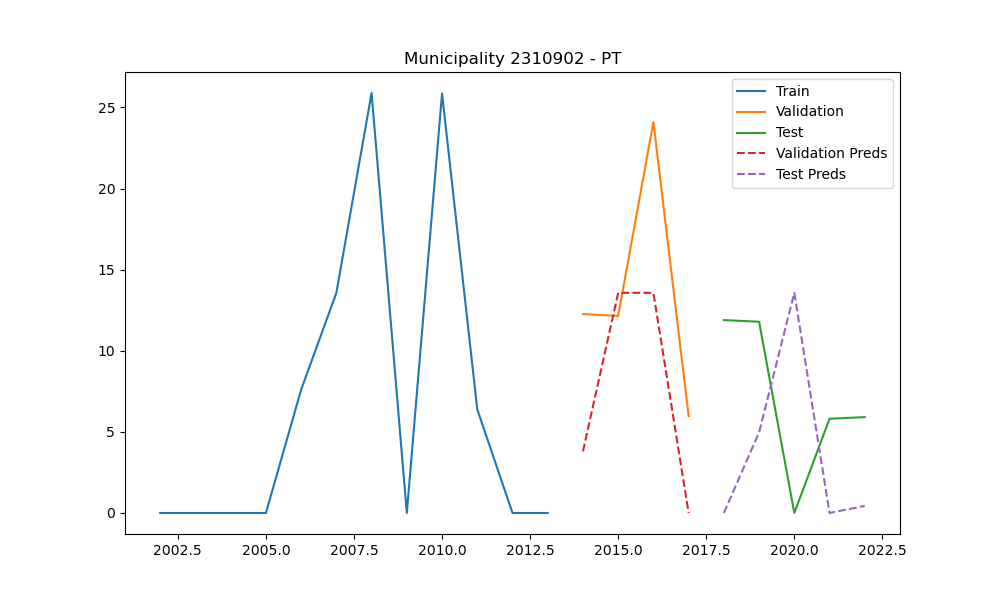 Municipality 2310902 - PT
Train
Validation
Test
Validation Preds
Test Preds
25
20
15
10
5
0
2002.5 2005.0 2007.5 2010.0 2012.5 2015.0 2017.5 2020.0 2022.5